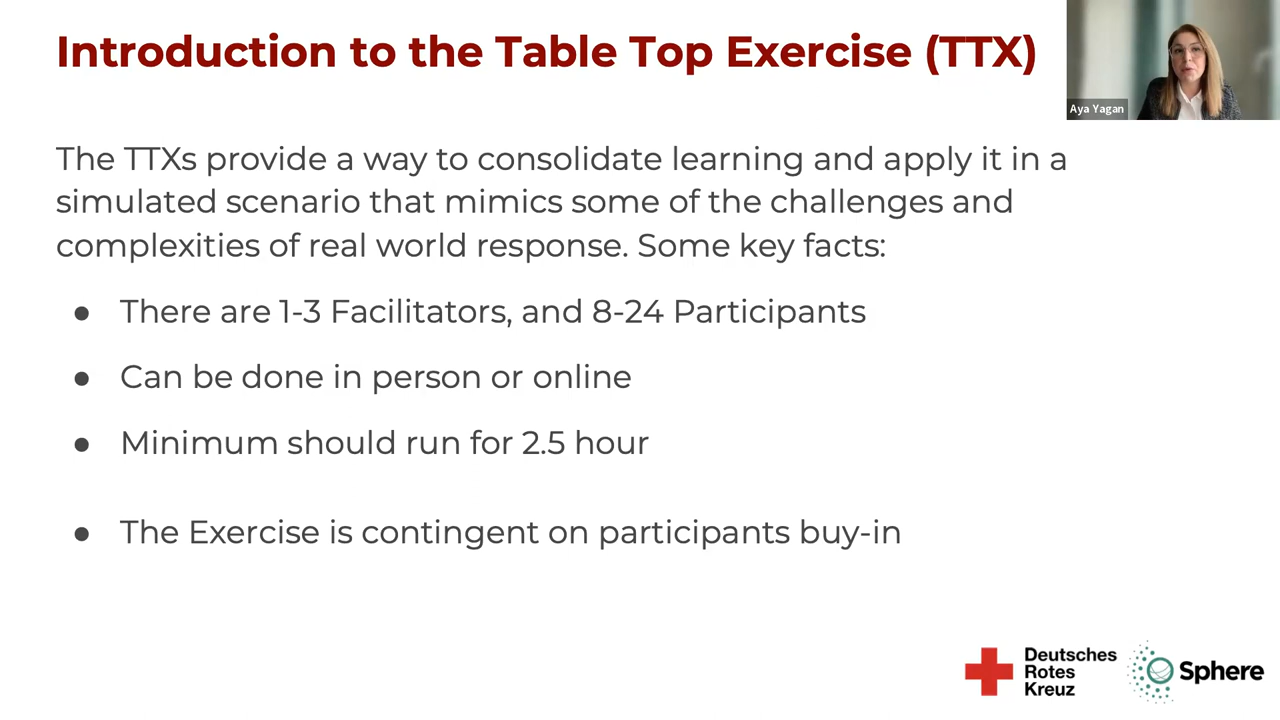 Introduction to the Table Top Exercise (TTX)
Aya Yagan
The TTXs provide a way to consolidate learning and apply it in a
simulated scenario that mimics some of the challenges and
complexities of real world response. Some key facts:
● There are 1-3 Facilitators, and 8-24 Participants
● Can be done in person or online
● Minimum should run for 2.5 hour
● The Exercise is contingent on participants buy-in
Deutsches
Rotes
Kreuz
Sphere